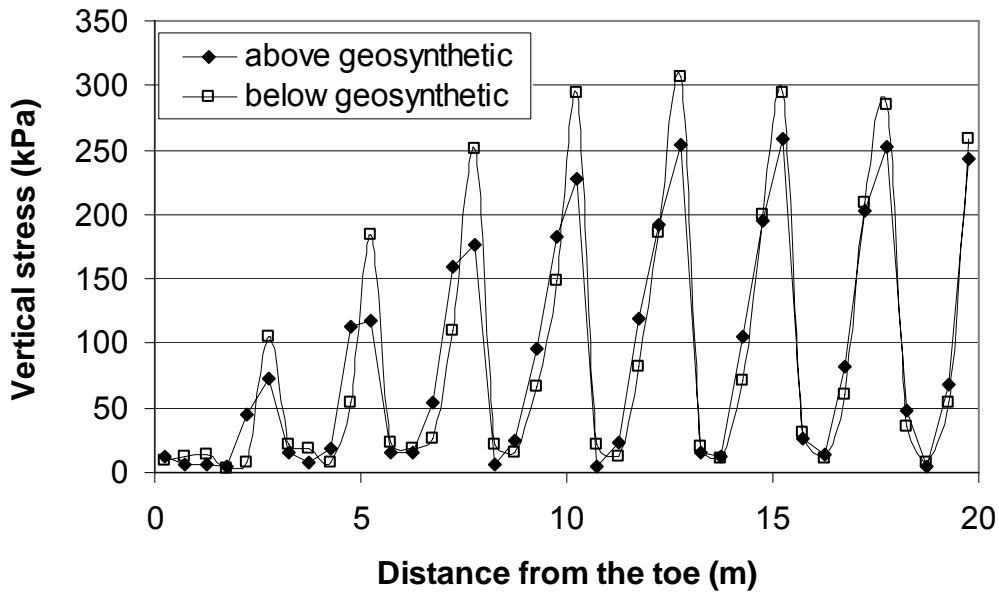 350
300
250
200
150
100
50
0
Vertical stress (kPa)
above geosynthetic
below geosynthetic
0 5 10 15 20
Distance from the toe (m)